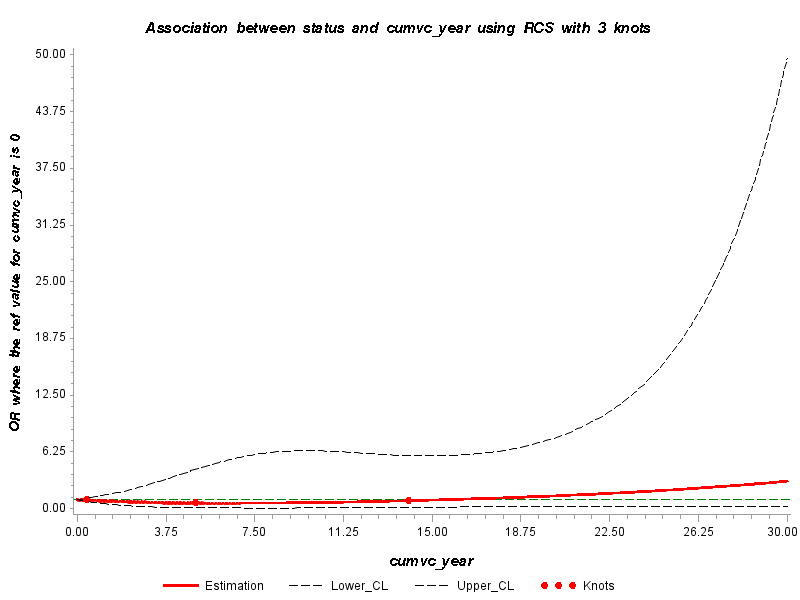 Association between status and cumvc_year using RCS with 3 knots
OR where the ref value for cumvc_year is 0
50.00
43.75
37.50
31.25
25.00
18.75
12.50
6.25
0.00
0.00 3.75 7.50 11.25 15.00 18.75 22.50 26.25 30.00
cumvc_year
Estimation Lower_CL Upper_CL Knots